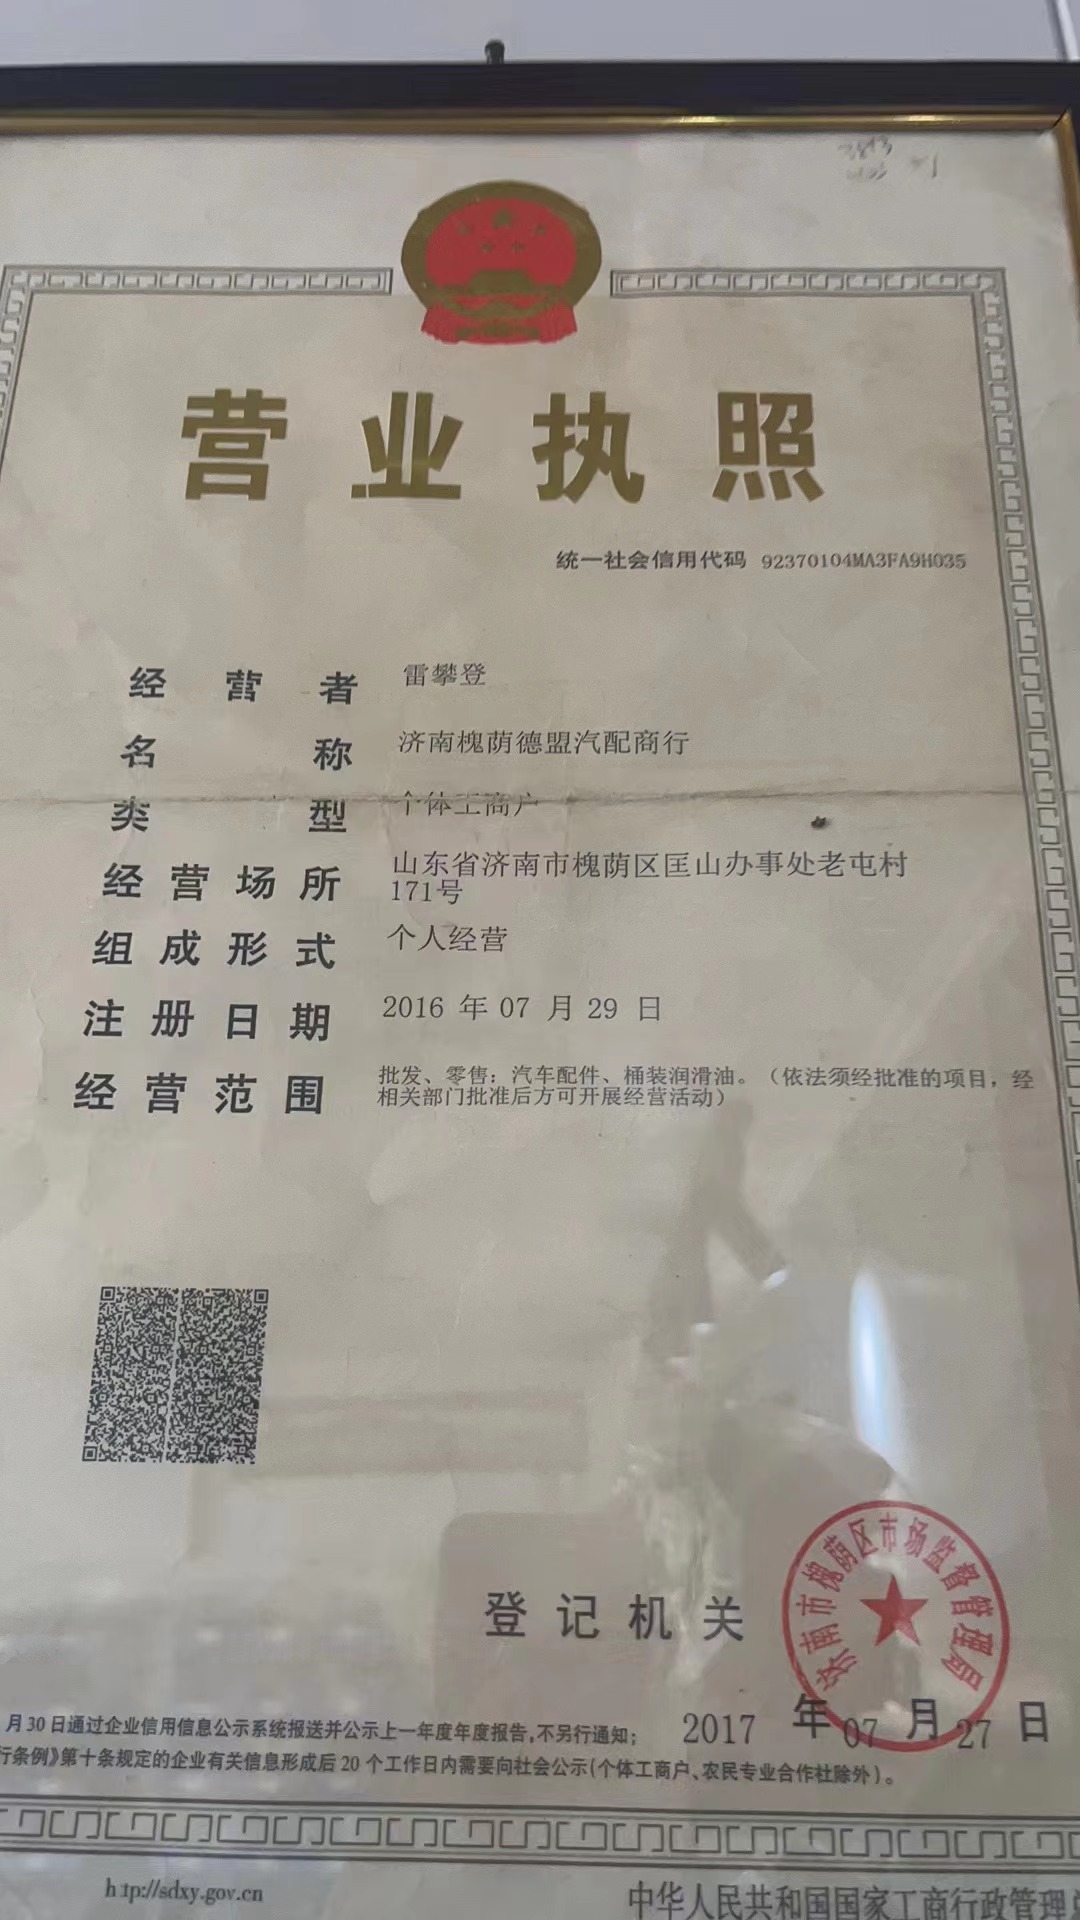 营业执照
统一社会信用代码 92370104MA3FA9H035
经营者 雷攀登
名称 济南槐荫德盟汽配商行
类型 个体工商户
经营场所 山东省济南市槐荫区匡山办事处老屯村
171号
组成形式 个人经营
注册日期 2016 年 07 月 29 日
经营范围 批发、零售：汽车配件、桶装润滑油。（依法须经批准的项目，经
相关部门批准后方可开展经营活动）
登记机关
济南市槐荫区市场监督管理局
2017 年 07 月 27 日
月30日通过企业信用信息公示系统报送并公示上一年度年度报告,不另行通知；
行条例》第十条规定的企业有关信息形成后20个工作日内需要向社会公示(个体工商户、农民专业合作社除外)。
http://sdxy.gov.cn
中华人民共和国国家工商行政管理总